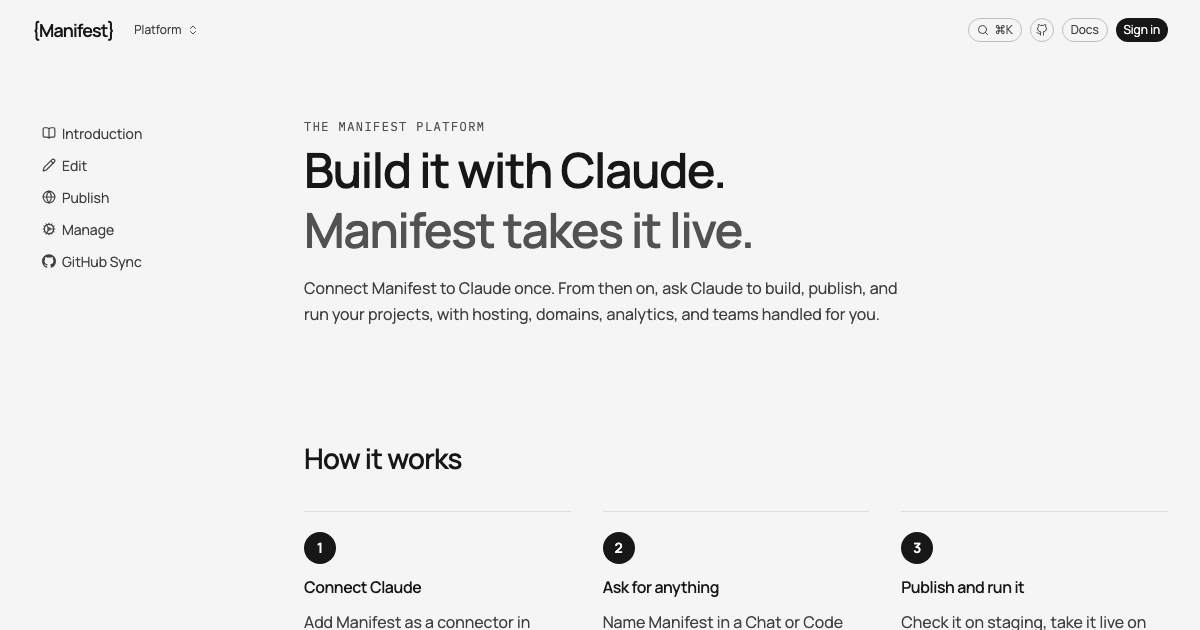 {Manifest}
Platform
⌘K
Docs
Sign in
Introduction
Edit
Publish
Manage
GitHub Sync
THE MANIFEST PLATFORM
Build it with Claude.
Manifest takes it live.
Connect Manifest to Claude once. From then on, ask Claude to build, publish, and
run your projects, with hosting, domains, analytics, and teams handled for you.
How it works
1
Connect Claude
Add Manifest as a connector in
2
Ask for anything
Name Manifest in a Chat or Code
3
Publish and run it
Check it on staging, take it live on